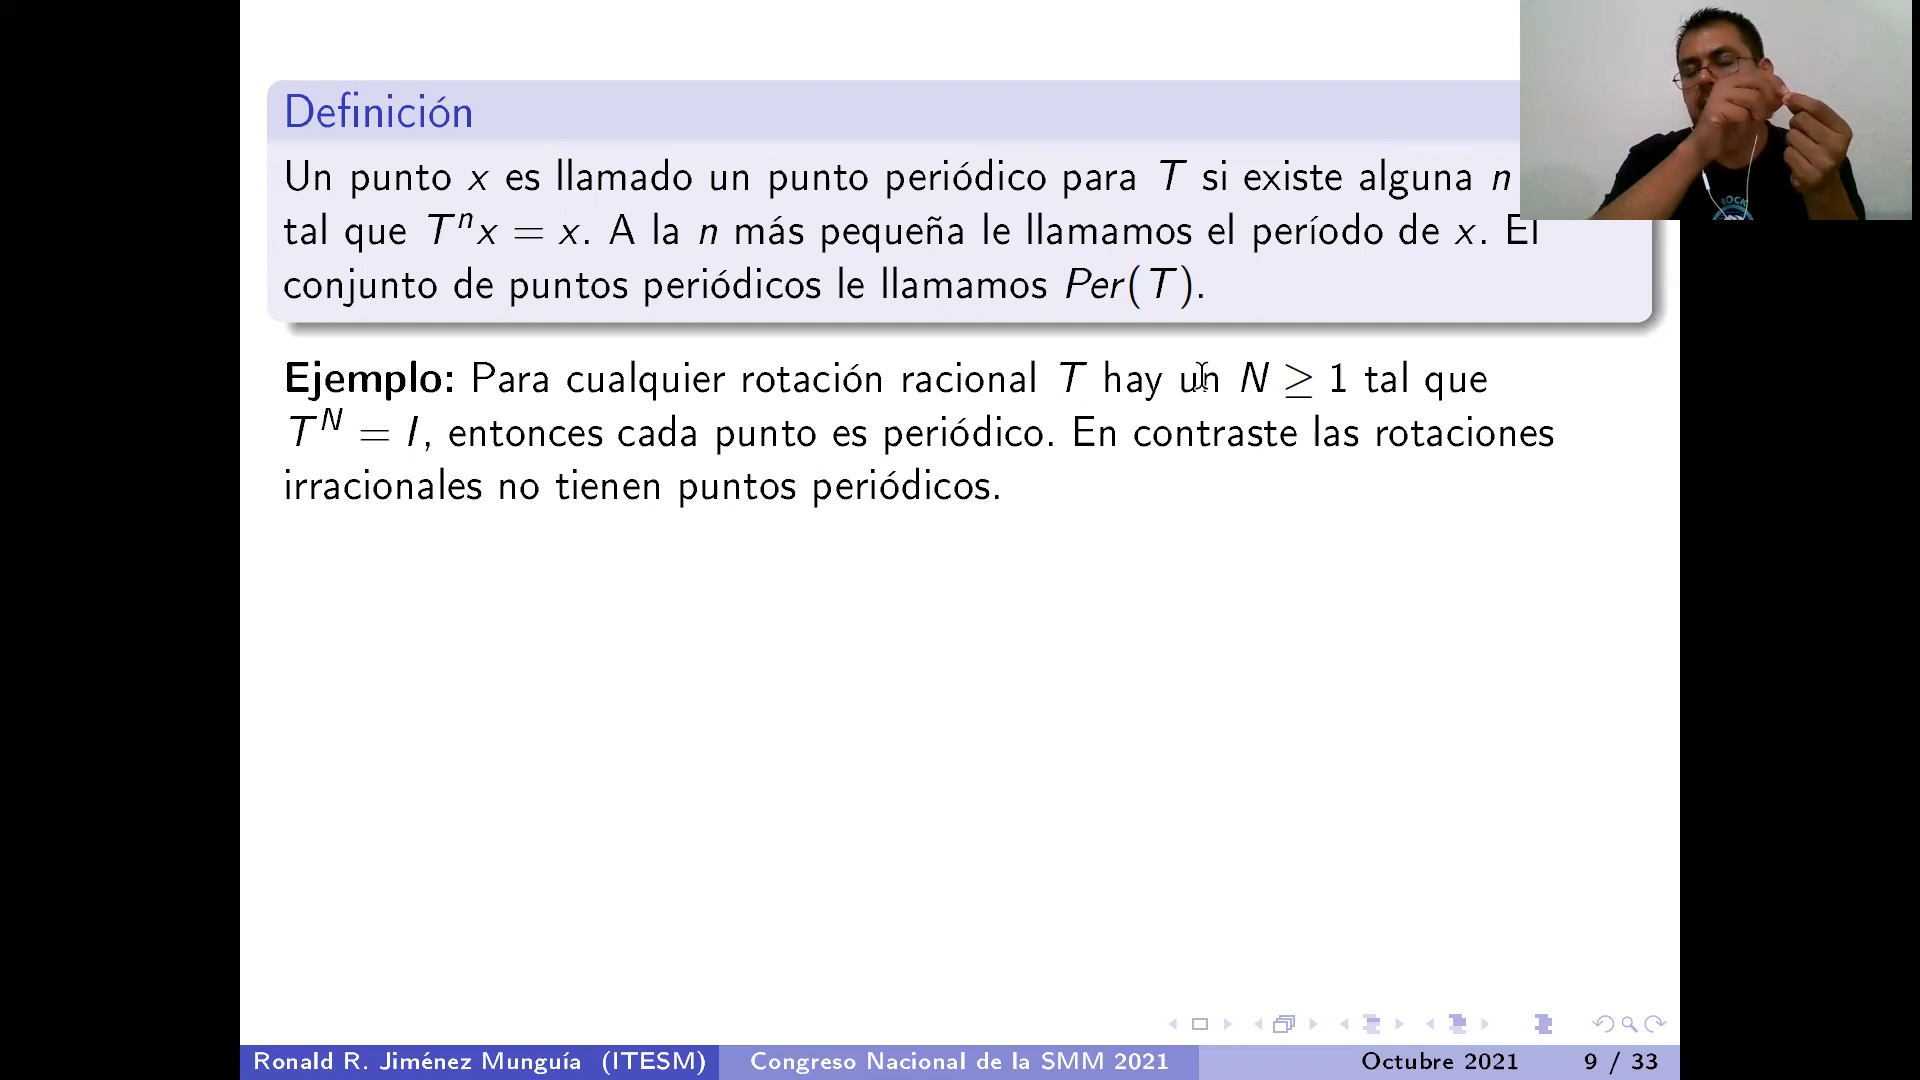 Definición
Un punto x es llamado un punto periódico para T si existe alguna n
tal que Tⁿx = x. A la n más pequeña le llamamos el período de x. El
conjunto de puntos periódicos le llamamos Per(T).
Ejemplo: Para cualquier rotación racional T hay un N ≥ 1 tal que
Tᴺ = I, entonces cada punto es periódico. En contraste las rotaciones
irracionales no tienen puntos periódicos.
Ronald R. Jiménez Munguía (ITESM) Congreso Nacional de la SMM 2021 Octubre 2021 9 / 33
ROCK